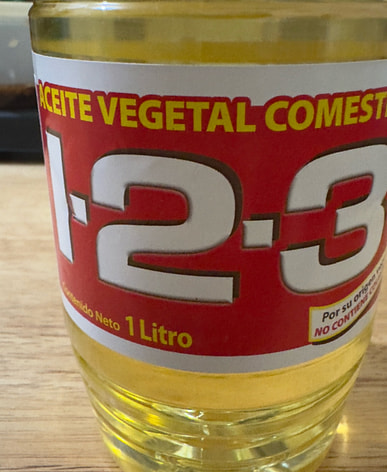 ACEITE VEGETAL COMEST
1-2-3
Contenido Neto 1 Litro
Por su origen
NO CONTIENE